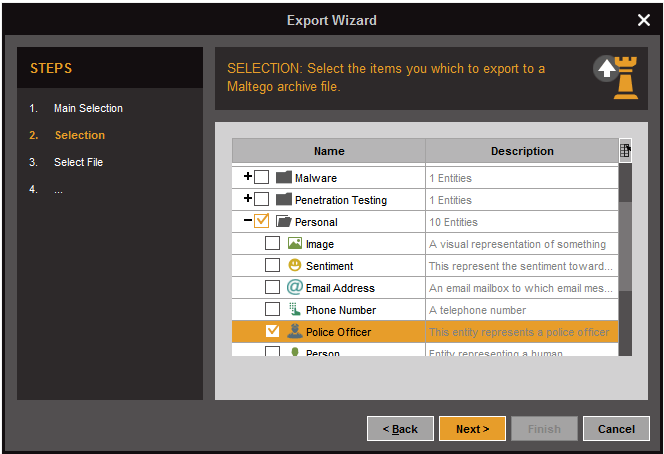 Export Wizard
STEPS
1. Main Selection
2. Selection
3. Select File
4. ...
SELECTION: Select the items you which to export to a
Maltego archive file.
Name Description
Malware 1 Entities
Penetration Testing 1 Entities
Personal 10 Entities
Image A visual representation of something
Sentiment This represent the sentiment toward...
Email Address An email mailbox to which email mes...
Phone Number A telephone number
Police Officer This entity represents a police officer
Person Entity representing a human
< Back Next > Finish Cancel